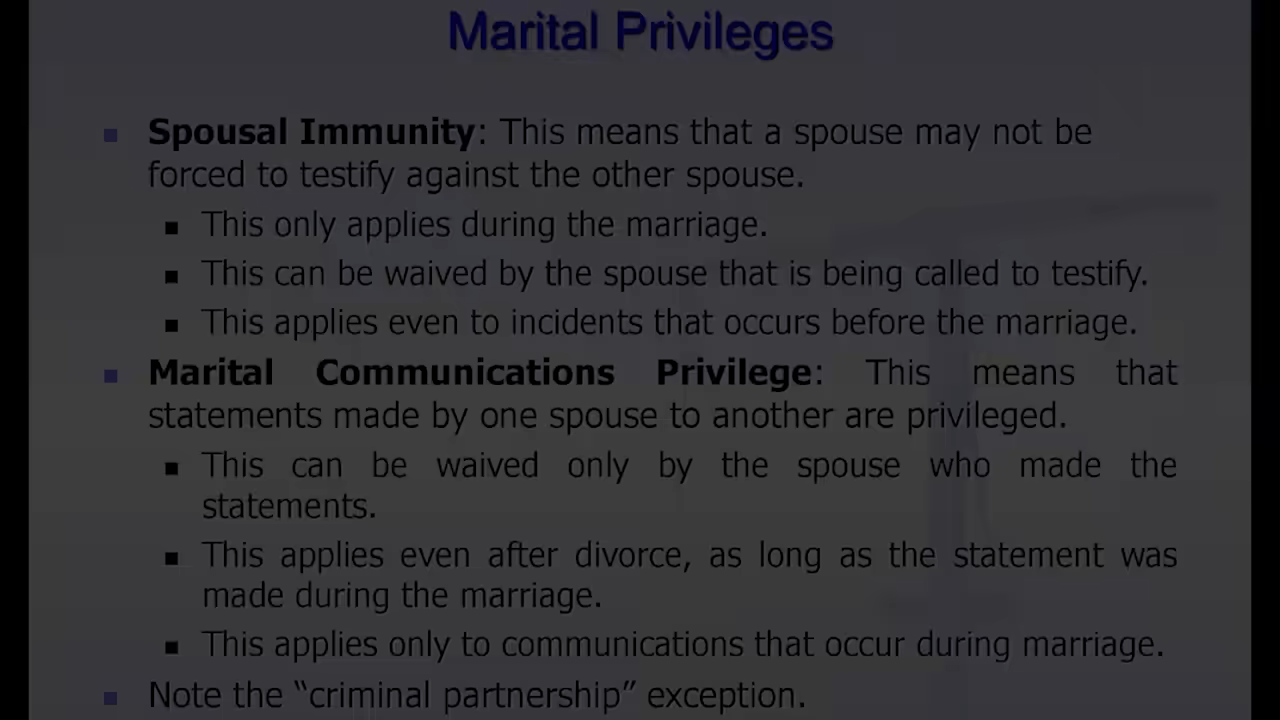 Marital Privileges
Spousal Immunity: This means that a spouse may not be
forced to testify against the other spouse.
This only applies during the marriage.
This can be waived by the spouse that is being called to testify.
This applies even to incidents that occurs before the marriage.
Marital Communications Privilege: This means that
statements made by one spouse to another are privileged.
This can be waived only by the spouse who made the
statements.
This applies even after divorce, as long as the statement was
made during the marriage.
This applies only to communications that occur during marriage.
Note the “criminal partnership” exception.